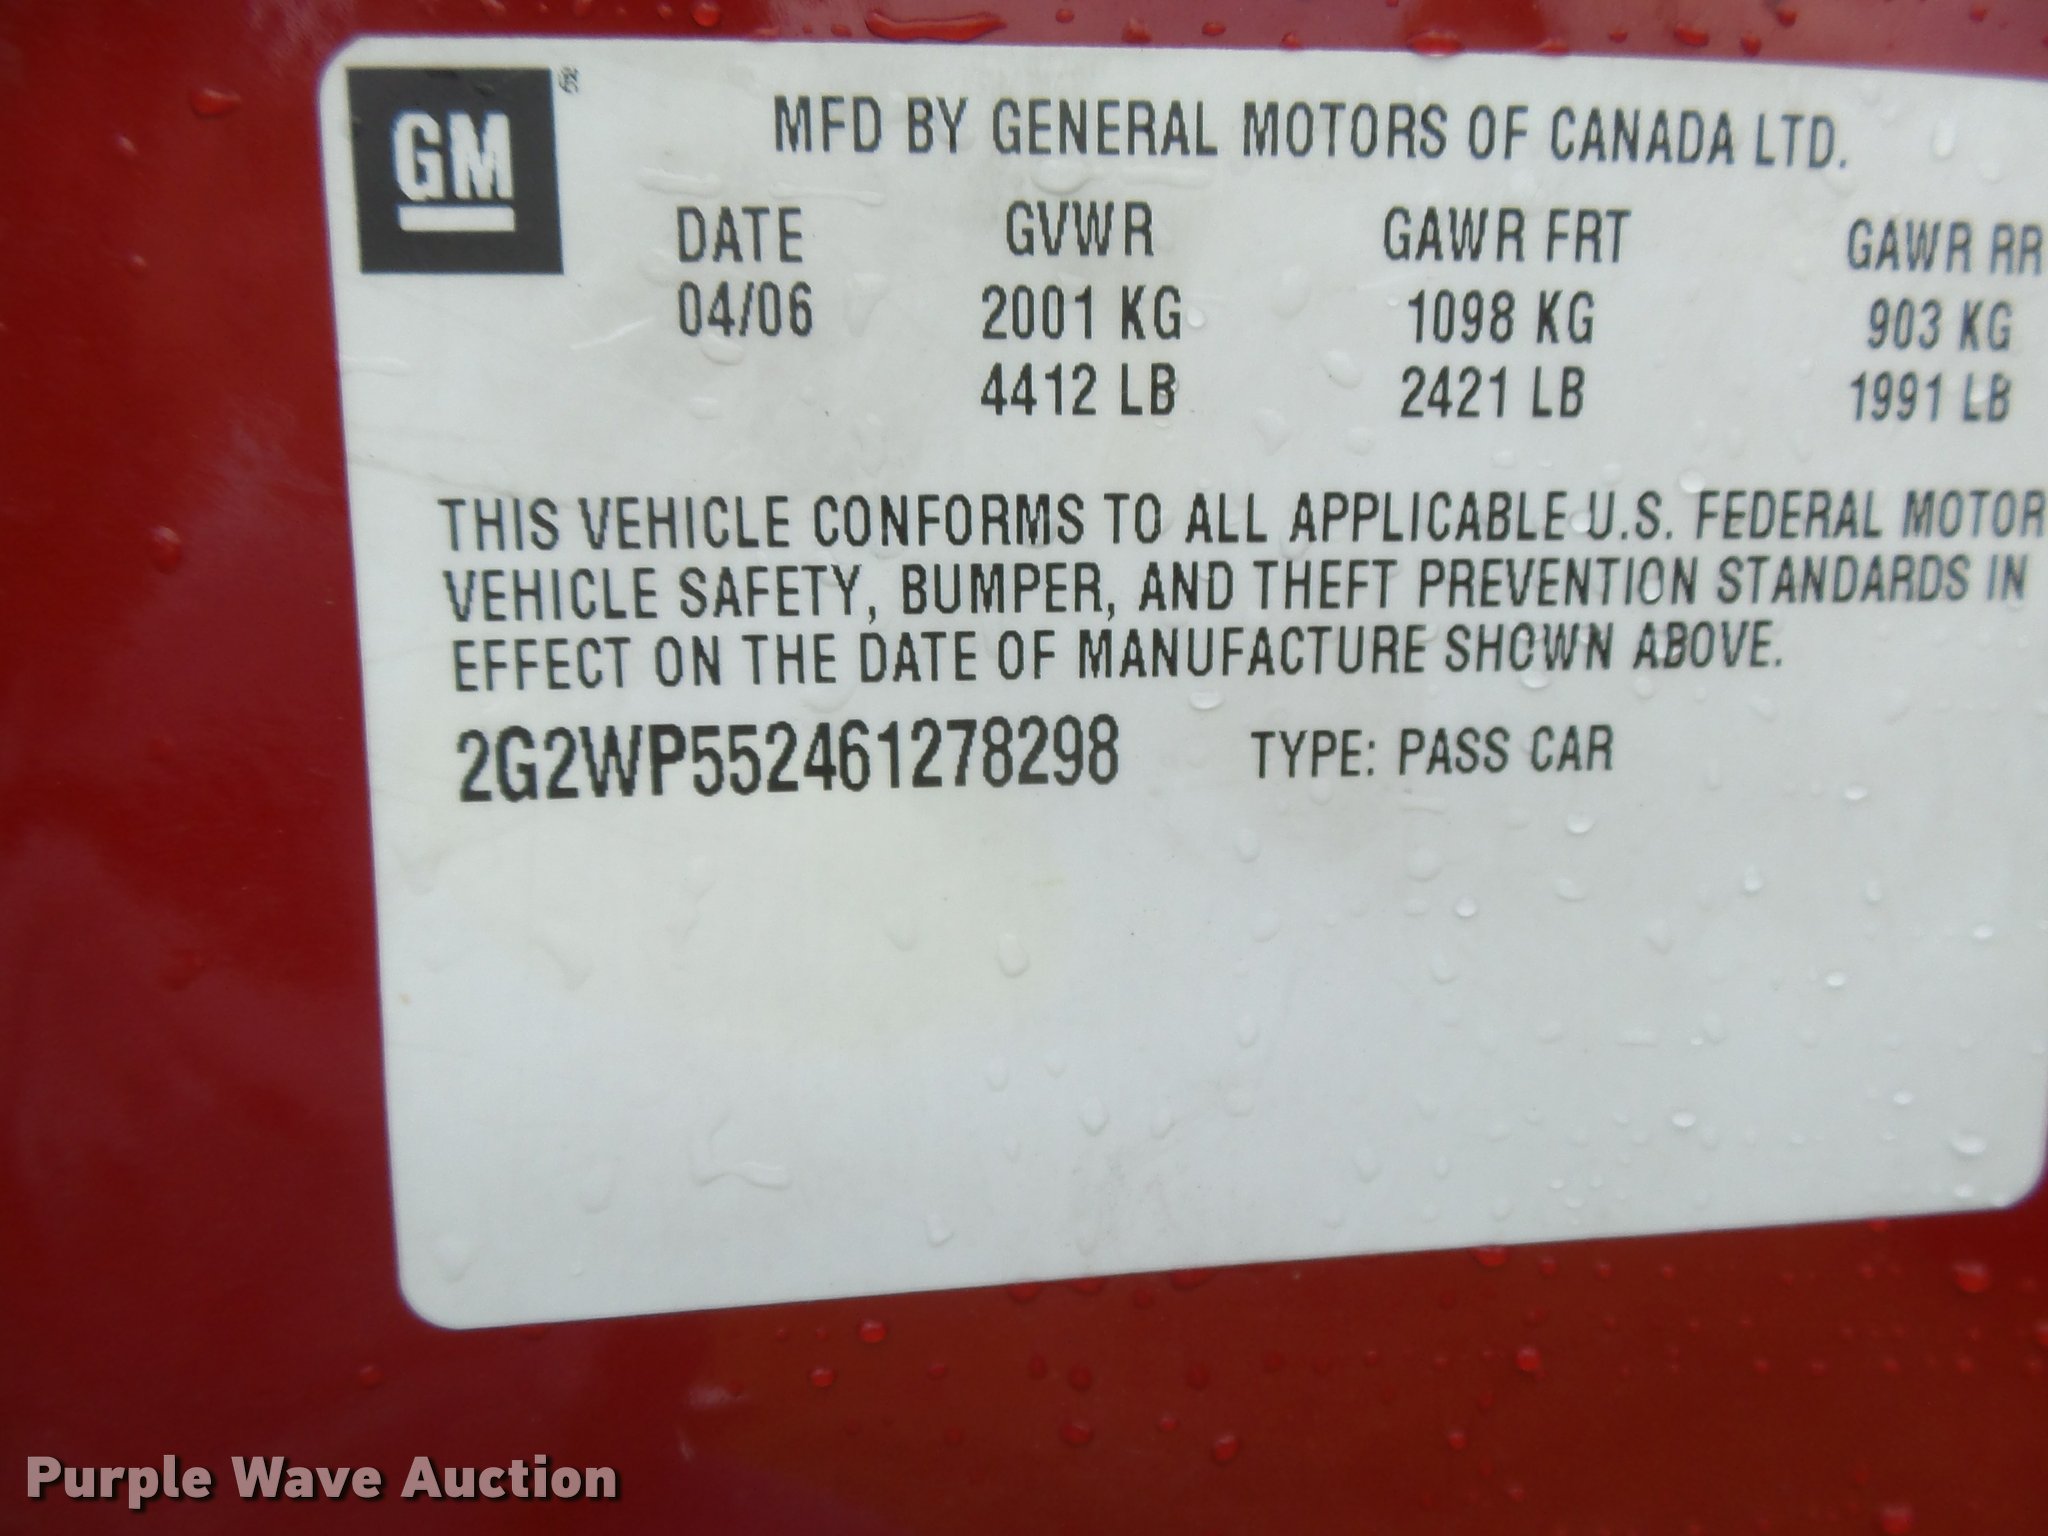 GM
MFD BY GENERAL MOTORS OF CANADA LTD.
DATE GVWR GAWR FRT GAWR RR
04/06 2001 KG 1098 KG 903 KG
4412 LB 2421 LB 1991 LB
THIS VEHICLE CONFORMS TO ALL APPLICABLE U.S. FEDERAL MOTOR
VEHICLE SAFETY, BUMPER, AND THEFT PREVENTION STANDARDS IN
EFFECT ON THE DATE OF MANUFACTURE SHOWN ABOVE.
2G2WP552461278298 TYPE: PASS CAR
Purple Wave Auction